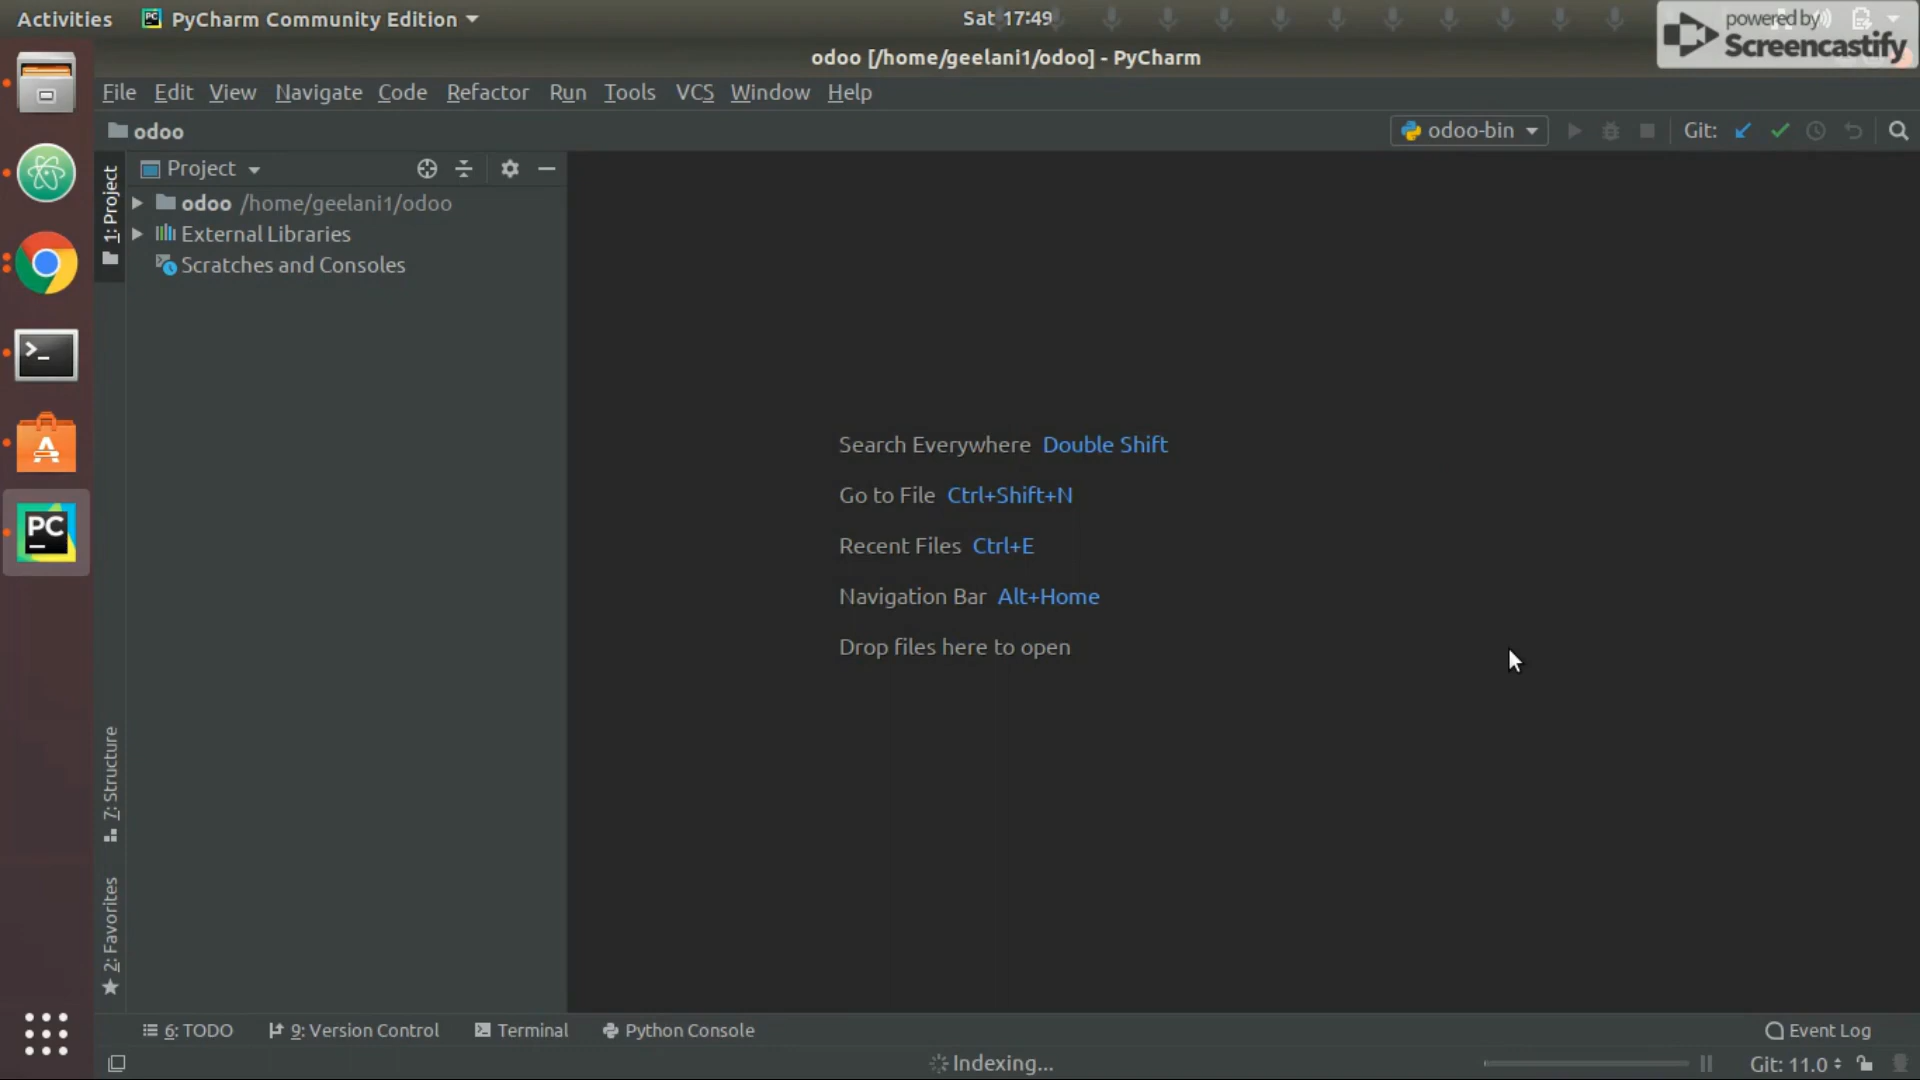 Activities PyCharm Community Edition Sat 17:49
powered by
Screencastify
odoo [/home/geelani1/odoo] - PyCharm
File Edit View Navigate Code Refactor Run Tools VCS Window Help
odoo odoo-bin Git:
1: Project Project
odoo /home/geelani1/odoo
External Libraries
Scratches and Consoles
A
PC
Search Everywhere Double Shift
Go to File Ctrl+Shift+N
Recent Files Ctrl+E
Navigation Bar Alt+Home
Drop files here to open
7: Structure
2: Favorites
6: TODO 9: Version Control Terminal Python Console Event Log
Indexing... Git: 11.0